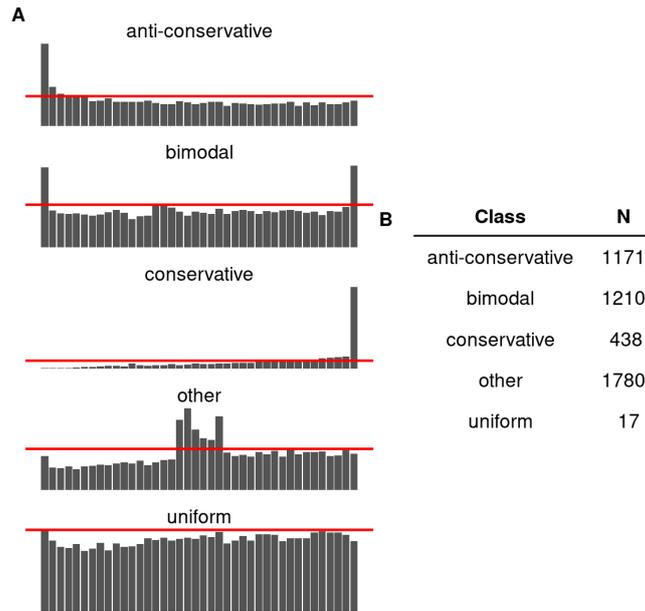 A
anti-conservative
bimodal
conservative
other
uniform
B
Class N
anti-conservative 1171
bimodal 1210
conservative 438
other 1780
uniform 17